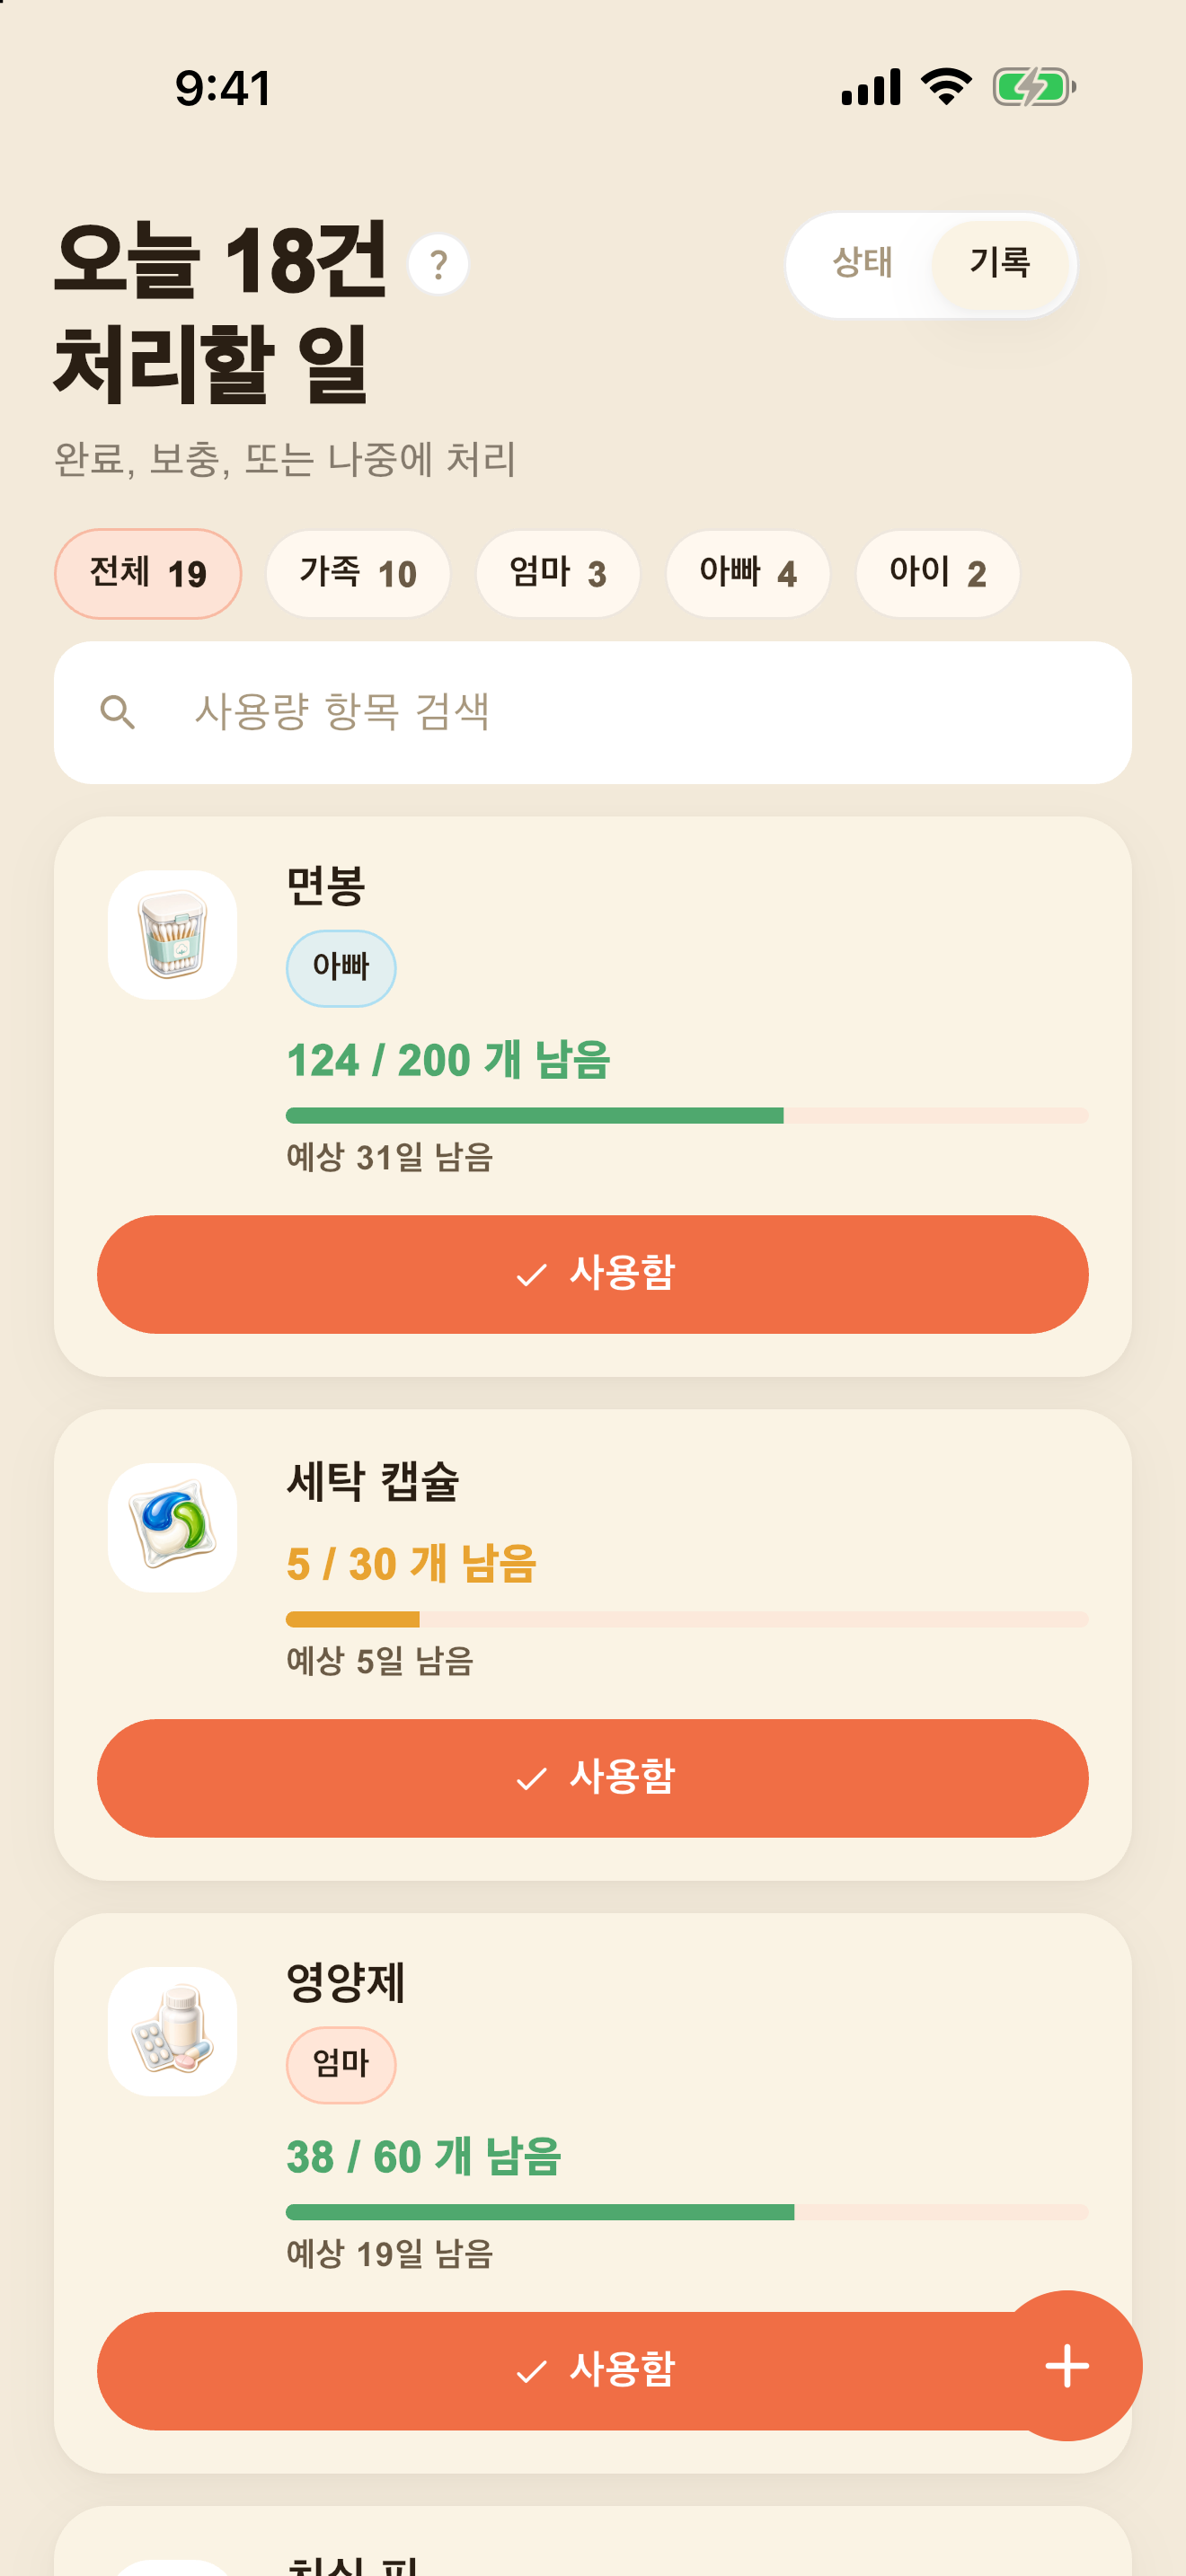 9:41
오늘 18건 ?
처리할 일
상태 기록
완료, 보충, 또는 나중에 처리
전체 19 가족 10 엄마 3 아빠 4 아이 2
사용량 항목 검색
면봉
아빠
124 / 200 개 남음
예상 31일 남음
사용함
세탁 캡슐
5 / 30 개 남음
예상 5일 남음
사용함
영양제
엄마
38 / 60 개 남음
예상 19일 남음
사용함